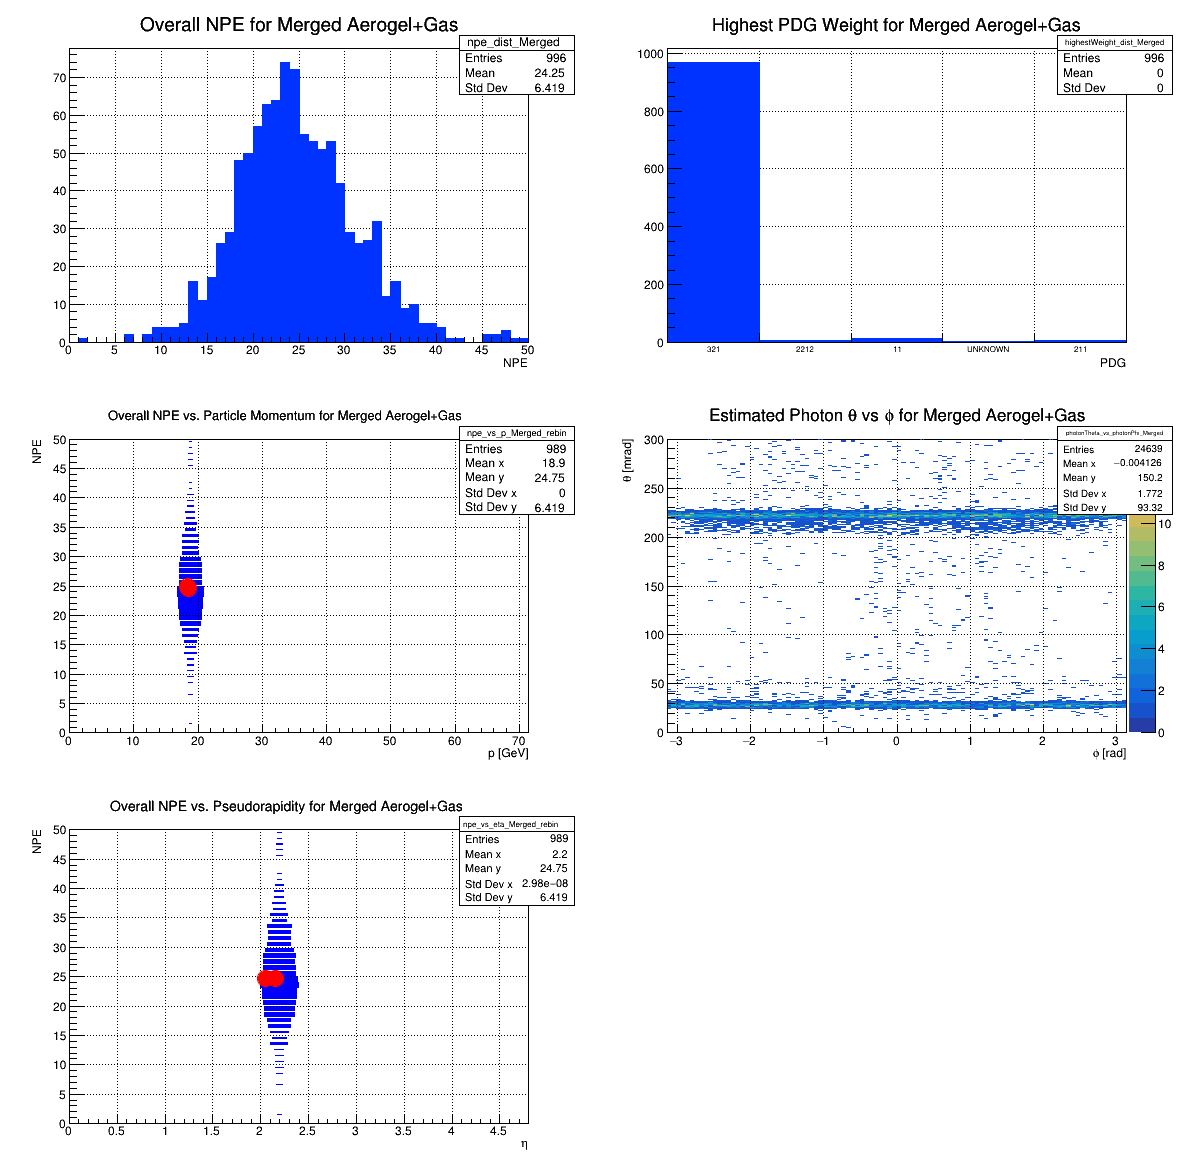 Overall NPE for Merged Aerogel+Gas
npe_dist_Merged
Entries 996
Mean 24.25
Std Dev 6.419
70
60
50
40
30
20
10
0
0 5 10 15 20 25 30 35 40 45 50
NPE
Highest PDG Weight for Merged Aerogel+Gas
highestWeight_dist_Merged
Entries 996
Mean 0
Std Dev 0
1000
800
600
400
200
0
321 2212 11 UNKNOWN 211
PDG
Overall NPE vs. Particle Momentum for Merged Aerogel+Gas
npe_vs_p_Merged_rebin
Entries 989
Mean x 18.9
Mean y 24.75
Std Dev x 0
Std Dev y 6.419
NPE
50
45
40
35
30
25
20
15
10
5
0
0 10 20 30 40 50 60 70
p [GeV]
Estimated Photon θ vs ϕ for Merged Aerogel+Gas
photonTheta_vs_photonPhi_Merged
Entries 24639
Mean x −0.004126
Mean y 150.2
Std Dev x 1.772
Std Dev y 93.32
θ [mrad]
300
250
200
150
100
50
0
−3 −2 −1 0 1 2 3
ϕ [rad]
10
8
6
4
2
0
Overall NPE vs. Pseudorapidity for Merged Aerogel+Gas
npe_vs_eta_Merged_rebin
Entries 989
Mean x 2.2
Mean y 24.75
Std Dev x 2.98e−08
Std Dev y 6.419
NPE
50
45
40
35
30
25
20
15
10
5
0
0 0.5 1 1.5 2 2.5 3 3.5 4 4.5
η